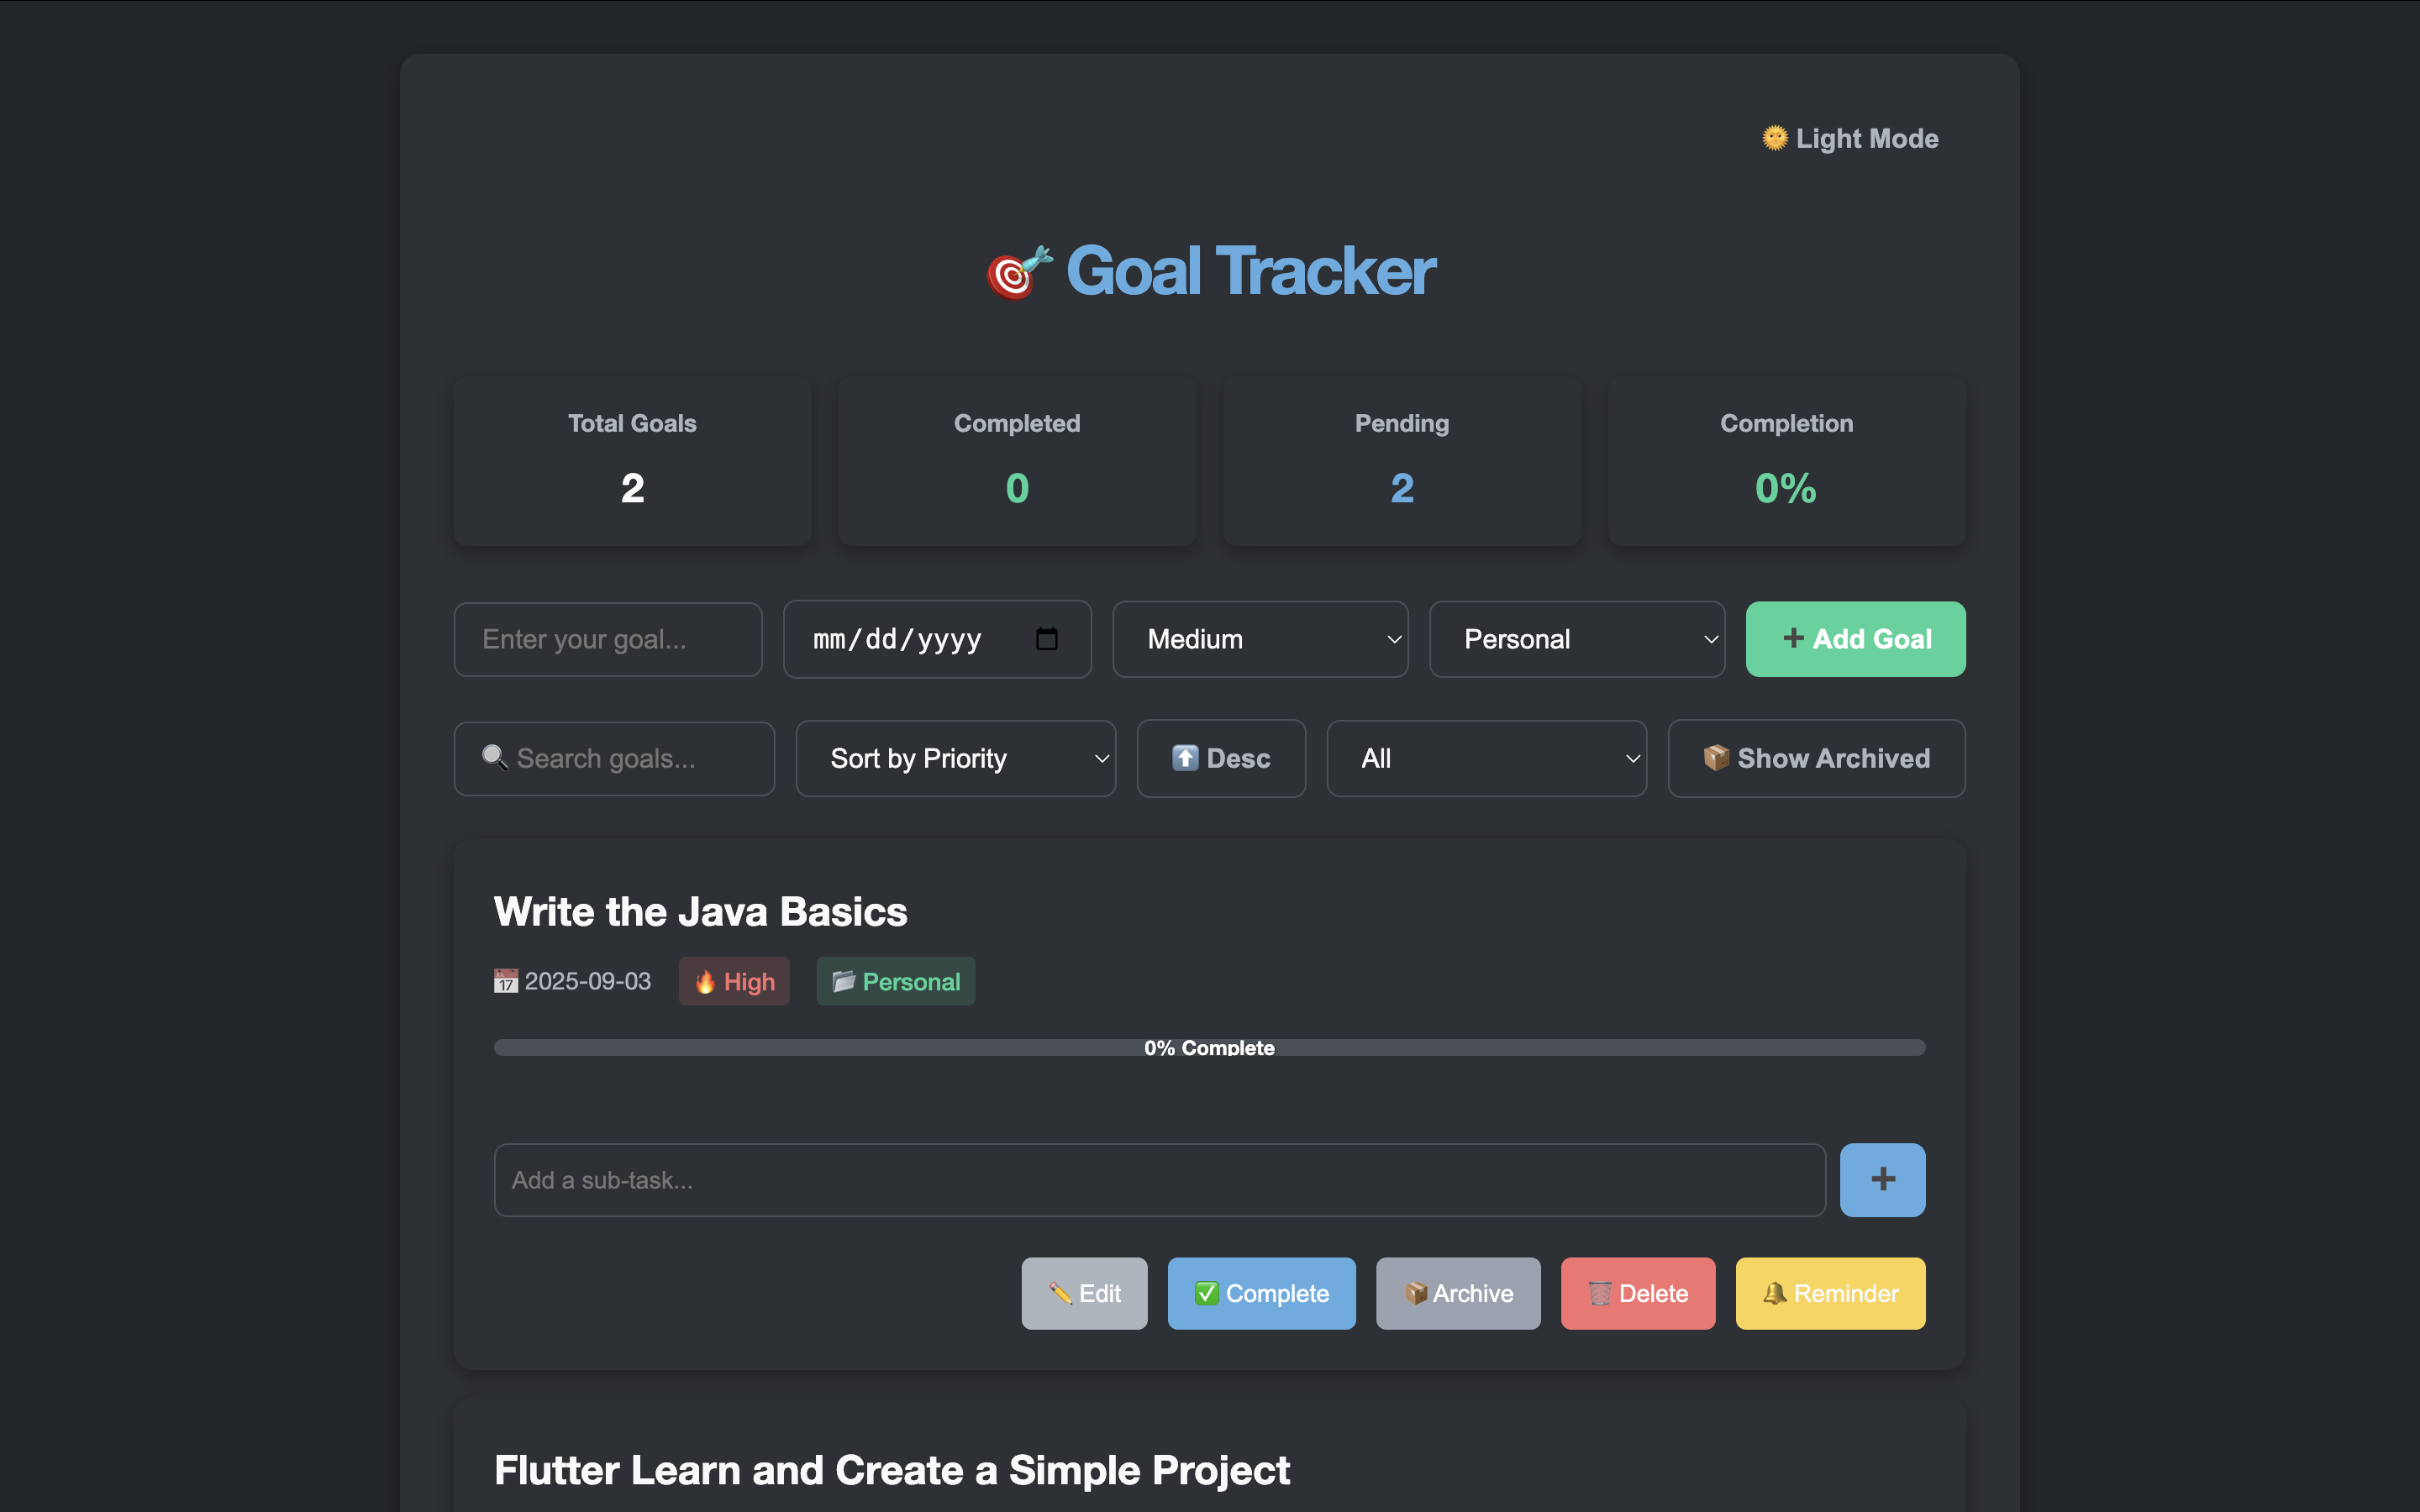 🌞 Light Mode
🎯 Goal Tracker
Total Goals
2
Completed
0
Pending
2
Completion
0%
Enter your goal...
mm/dd/yyyy
Medium
Personal
➕ Add Goal
🔍 Search goals...
Sort by Priority
⬆️ Desc
All
📦 Show Archived
Write the Java Basics
📅 2025-09-03
🔥 High
📂 Personal
0% Complete
Add a sub-task...
➕
✏️ Edit
✅ Complete
📦 Archive
🗑️ Delete
🔔 Reminder
Flutter Learn and Create a Simple Project